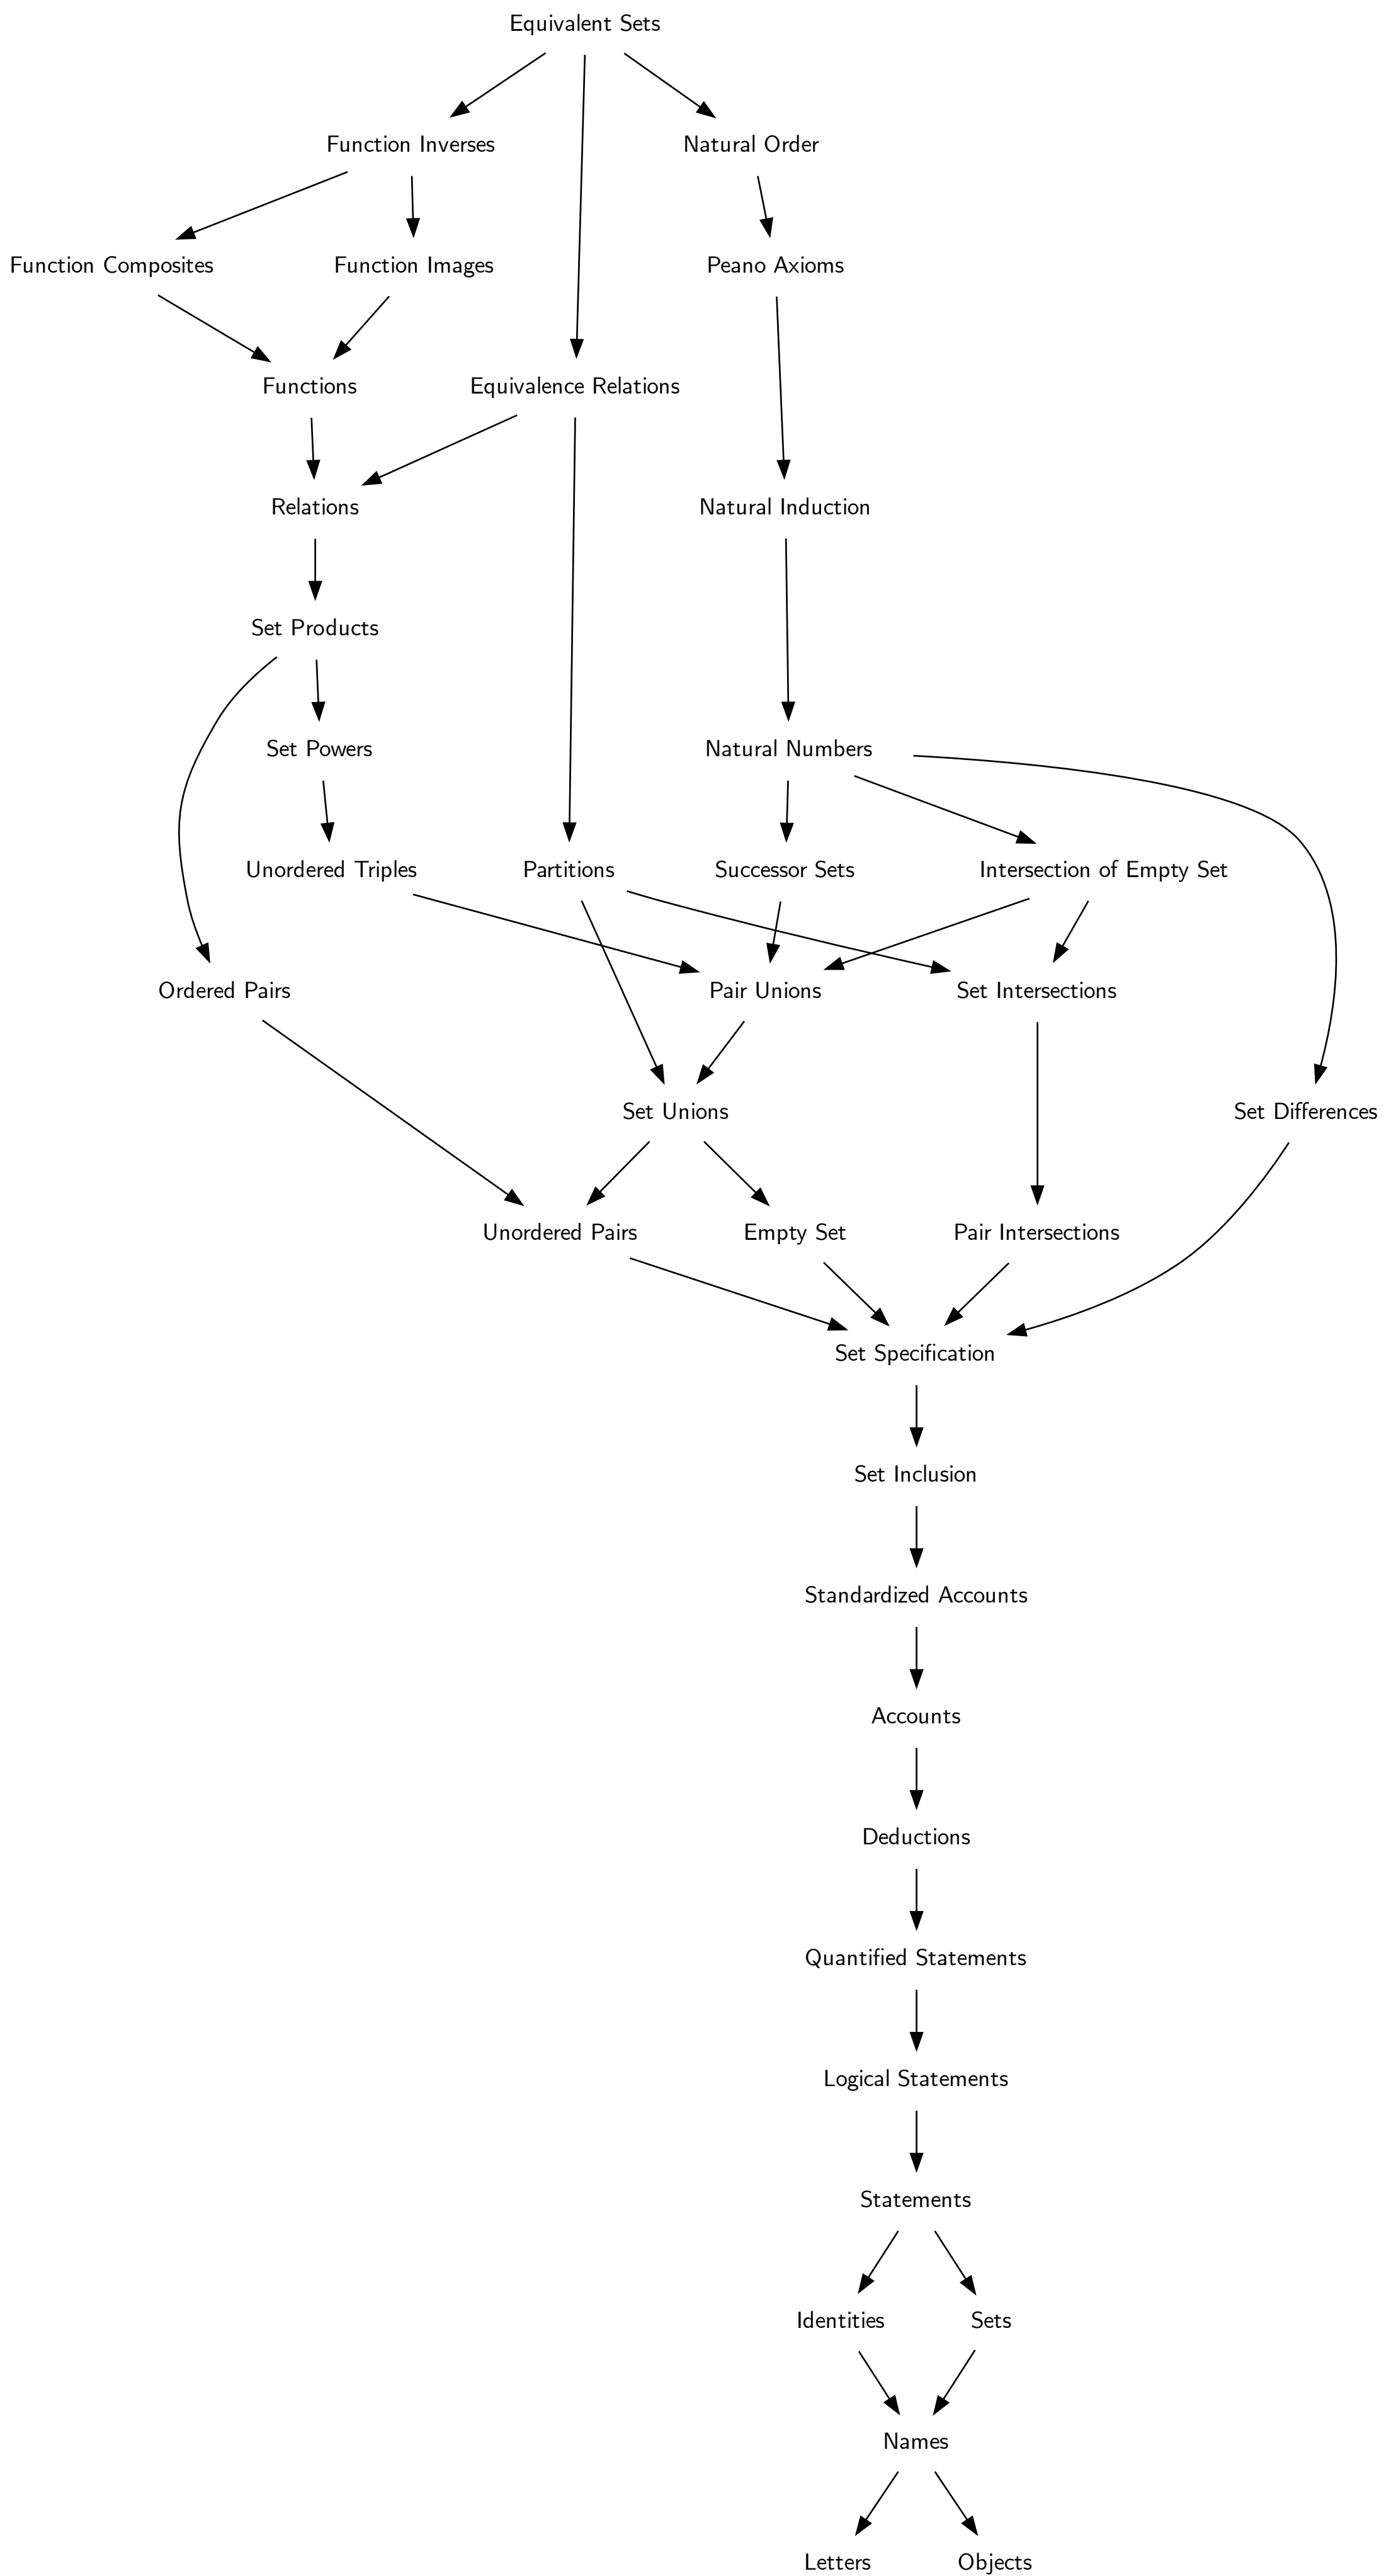 Equivalent Sets
Function Inverses
Natural Order
Function Composites
Function Images
Peano Axioms
Functions
Equivalence Relations
Relations
Natural Induction
Set Products
Set Powers
Natural Numbers
Unordered Triples
Partitions
Successor Sets
Intersection of Empty Set
Ordered Pairs
Pair Unions
Set Intersections
Set Unions
Set Differences
Unordered Pairs
Empty Set
Pair Intersections
Set Specification
Set Inclusion
Standardized Accounts
Accounts
Deductions
Quantified Statements
Logical Statements
Statements
Identities
Sets
Names
Letters
Objects